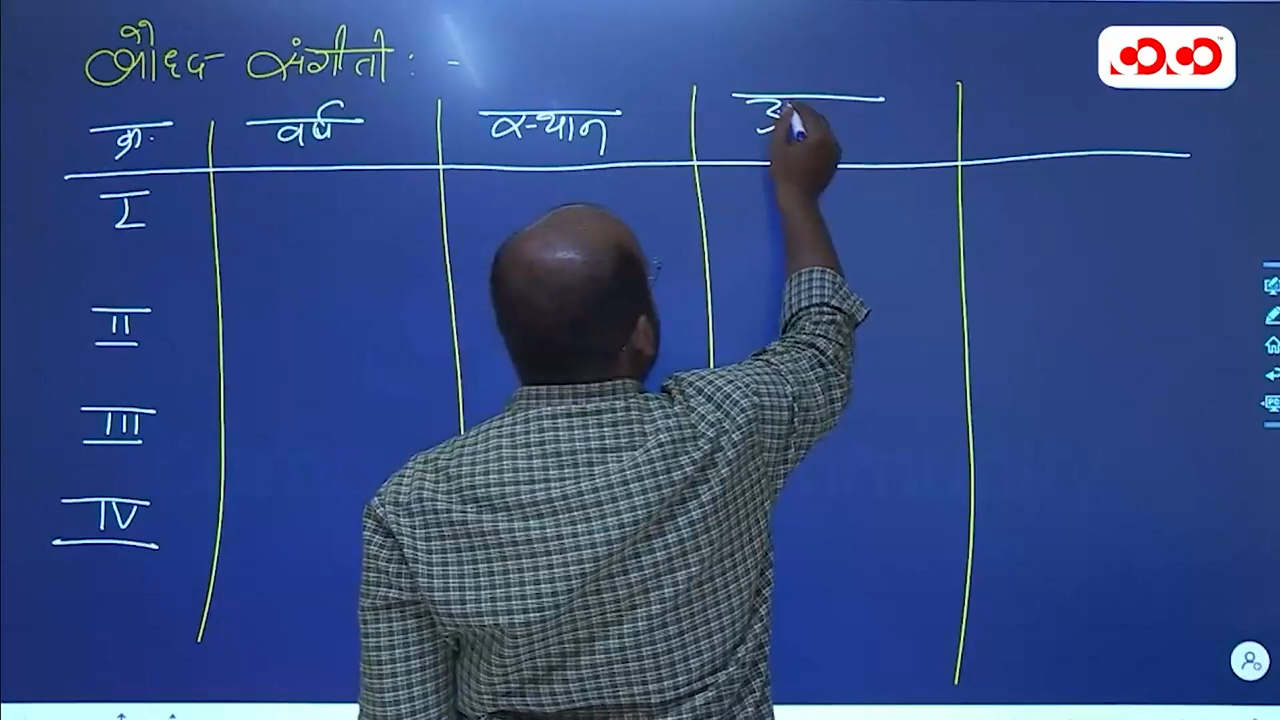 बौध्द संगीती : -
क्र. वर्ष स्थान
I
II
III
IV